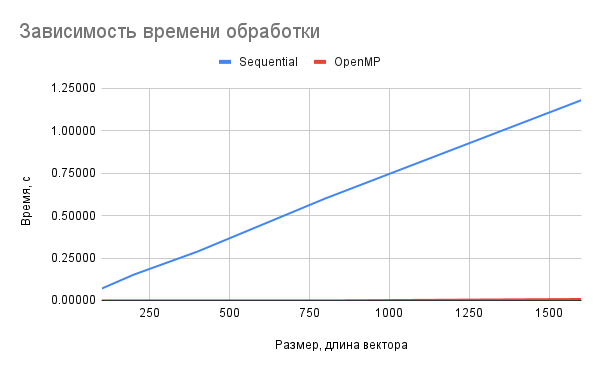 Зависимость времени обработки
Sequential OpenMP
1.25000
1.00000
0.75000
0.50000
0.25000
0.00000
Время, с
250 500 750 1000 1250 1500
Размер, длина вектора